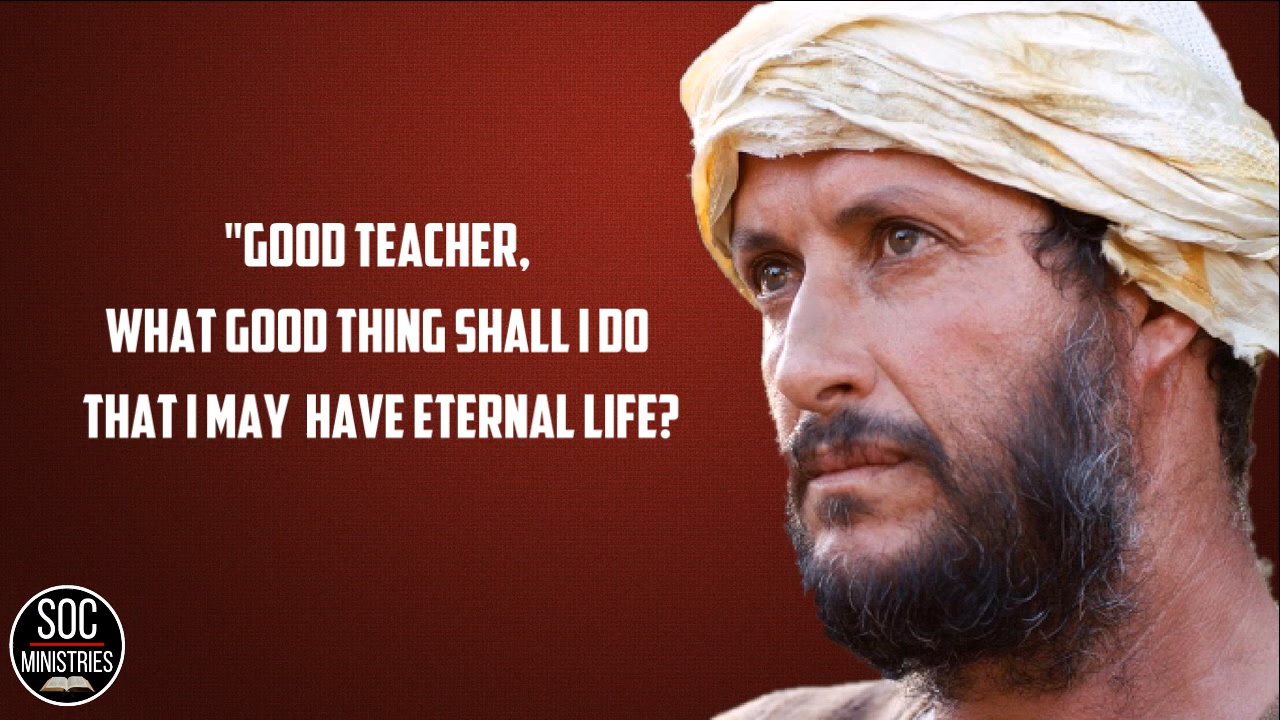 "GOOD TEACHER,
WHAT GOOD THING SHALL I DO
THAT I MAY HAVE ETERNAL LIFE?
SOC
MINISTRIES